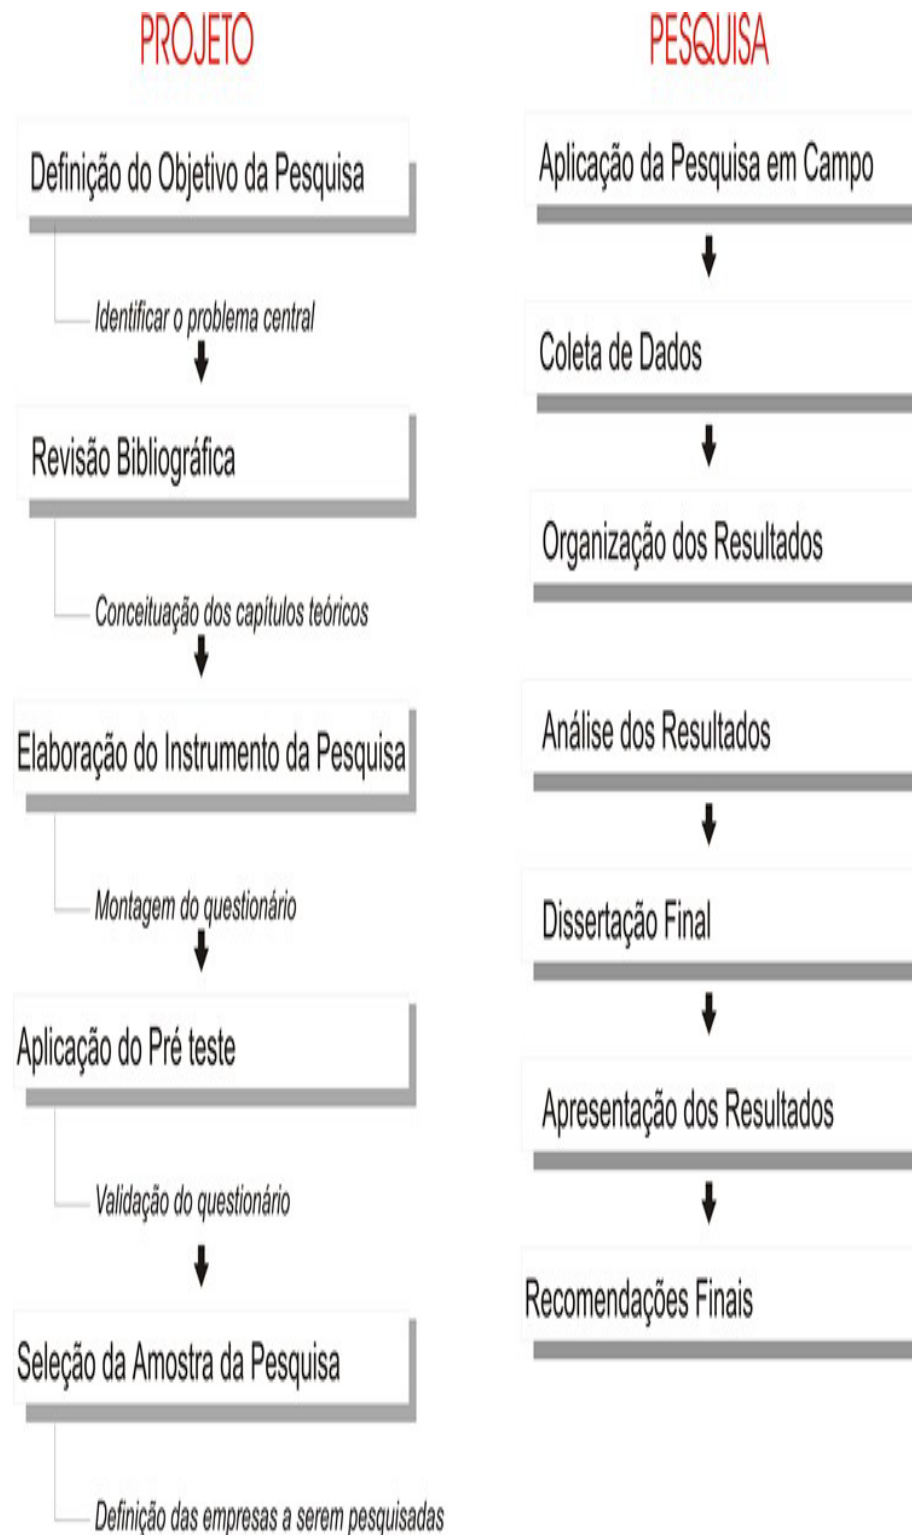 PROJETO
Definição do Objetivo da Pesquisa
Identificar o problema central
Revisão Bibliográfica
Conceituação dos capítulos teóricos
Elaboração do Instrumento da Pesquisa
Montagem do questionário
Aplicação do Pré teste
Validação do questionário
Seleção da Amostra da Pesquisa
Definição das empresas a serem pesquisadas
PESQUISA
Aplicação da Pesquisa em Campo
Coleta de Dados
Organização dos Resultados
Análise dos Resultados
Dissertação Final
Apresentação dos Resultados
Recomendações Finais